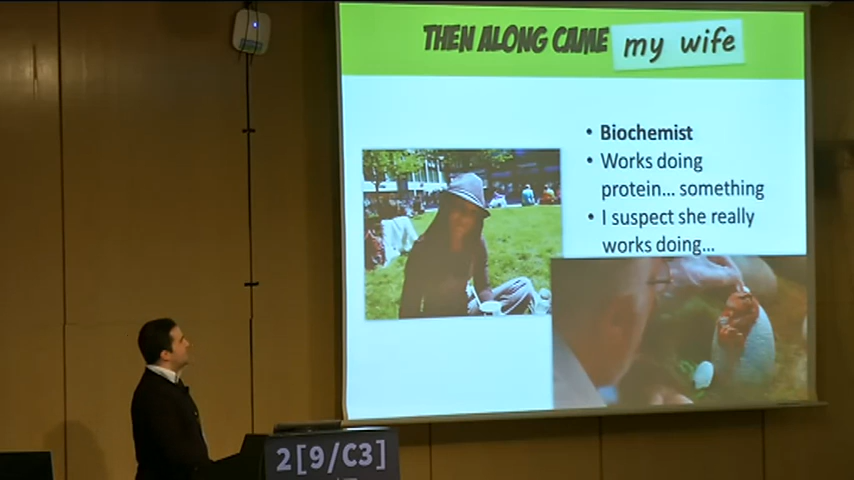 THEN ALONG CAME my wife
• Biochemist
• Works doing
protein... something
• I suspect she really
works doing...
2[9/C3]